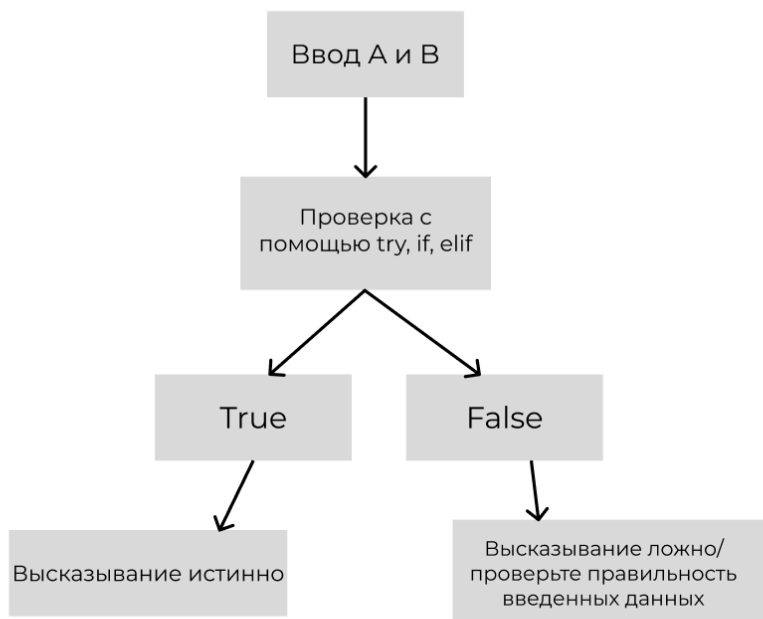 Ввод А и В
Проверка с
помощью try, if, elif
True
False
Высказывание истинно
Высказывание ложно/
проверьте правильность
введенных данных